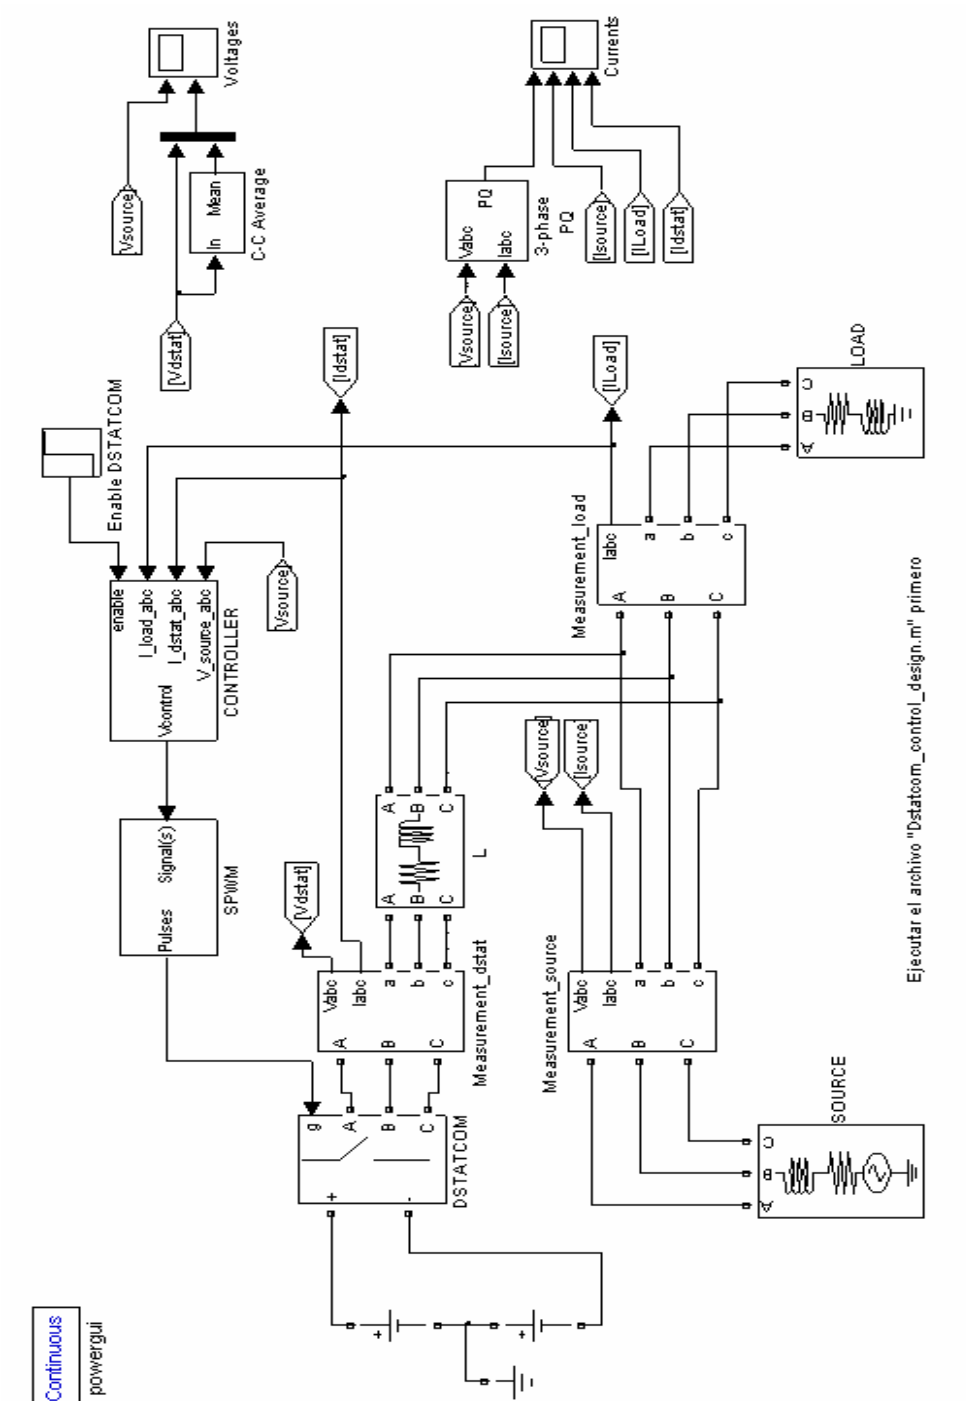 Continuous
powergui
Enable DSTATCOM
enable
I_load_abc
I_dstat_abc
V_source_abc
Vcontrol
CONTROLLER
[Vsource]
Signal(s)
Pulses
SPWM
[Vdstat]
[Vsource]
In
Mean
C-C Average
Voltages
[Vsource]
[Isource]
Vabc
Iabc
PQ
3-phase
PQ
[Isource]
[ILoad]
[Idstat]
Currents
[Idstat]
[ILoad]
[Vdstat]
+
+
+
-
g
A
B
C
DSTATCOM
Vabc
Iabc
A
B
C
a
b
c
Measurement_dstat
A
B
C
A
B
C
L
[Vsource]
[Isource]
Measurement_source
Vabc
Iabc
A
B
C
a
b
c
Measurement_load
Iabc
A
B
C
a
b
c
A
B
C
SOURCE
A
B
C
LOAD
Ejecutar el archivo "Dstatcom_control_design.m" primero